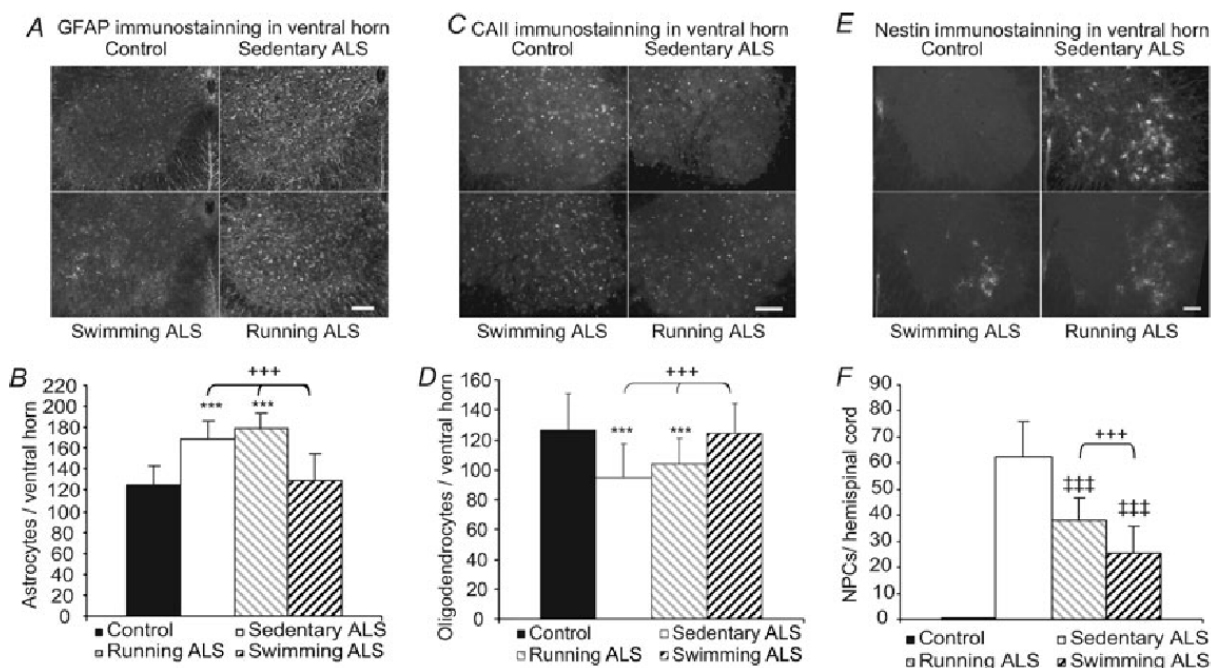 A GFAP immunostainning in ventral horn
Control Sedentary ALS
Swimming ALS Running ALS
B
Astrocytes / ventral horn
220
200
180
160
140
120
100
80
60
40
20
0
+++
*** ***
Control Sedentary ALS
Running ALS Swimming ALS
C CAII immunostainning in ventral horn
Control Sedentary ALS
Swimming ALS Running ALS
D
Oligodendrocytes / ventral horn
160
140
120
100
80
60
40
20
0
+++
*** ***
Control Sedentary ALS
Running ALS Swimming ALS
E Nestin immunostainning in ventral horn
Control Sedentary ALS
Swimming ALS Running ALS
F
NPCs/ hemispinal cord
90
80
70
60
50
40
30
20
10
0
+++
‡‡‡ ‡‡‡
Control Sedentary ALS
Running ALS Swimming ALS